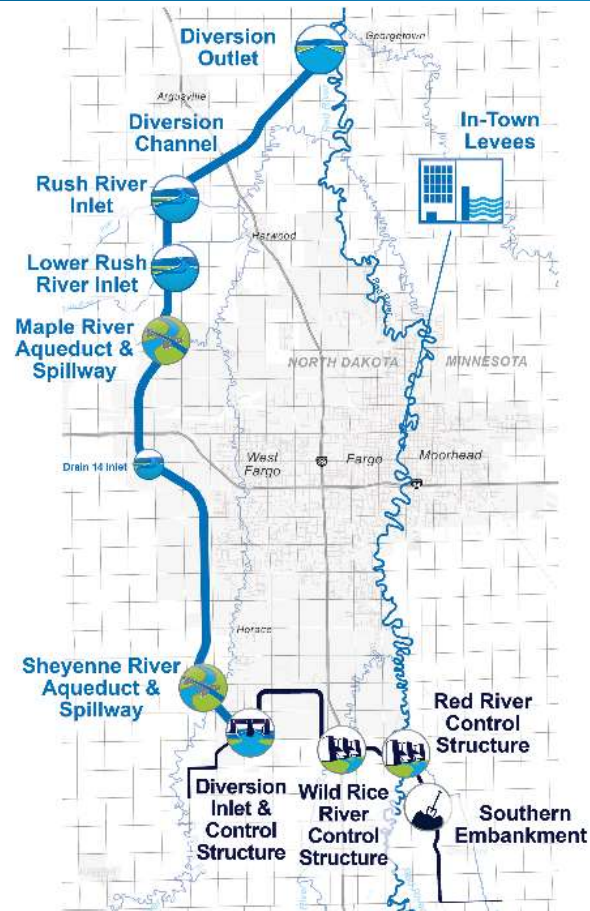 Georgetown
Diversion
Outlet
Argusville
Diversion
Channel
In-Town
Levees
Rush River
Inlet
Harwood
Lower Rush
River Inlet
Maple River
Aqueduct &
Spillway
NORTH DAKOTA
MINNESOTA
West
Fargo
Fargo
Moorhead
Drain 14 Inlet
Horace
Sheyenne River
Aqueduct &
Spillway
Red River
Control
Structure
Diversion
Inlet &
Control
Structure
Wild Rice
River
Control
Structure
Southern
Embankment